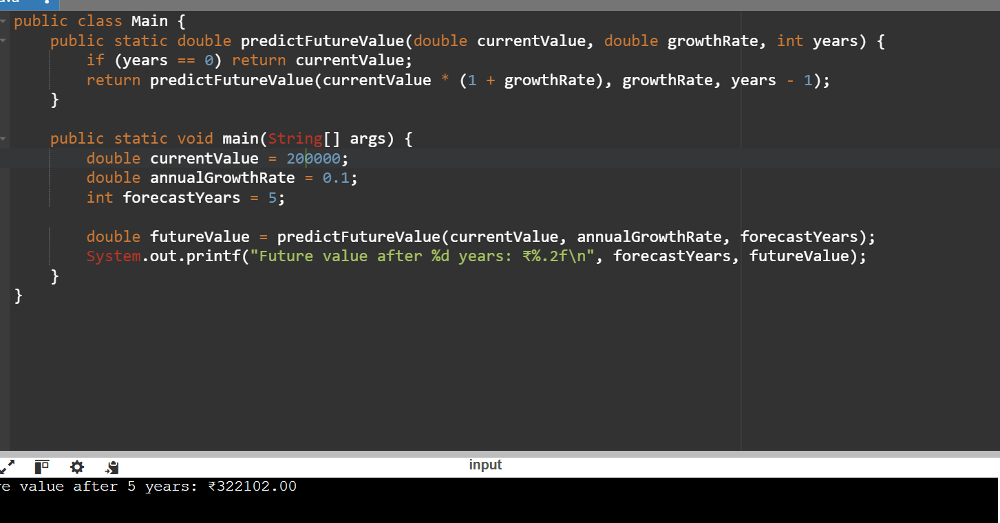 public class Main {
    public static double predictFutureValue(double currentValue, double growthRate, int years) {
        if (years == 0) return currentValue;
        return predictFutureValue(currentValue * (1 + growthRate), growthRate, years - 1);
    }
    public static void main(String[] args) {
        double currentValue = 200000;
        double annualGrowthRate = 0.1;
        int forecastYears = 5;
        double futureValue = predictFutureValue(currentValue, annualGrowthRate, forecastYears);
        System.out.printf("Future value after %d years: ₹%.2f\n", forecastYears, futureValue);
    }
}
input
value after 5 years: ₹322102.00